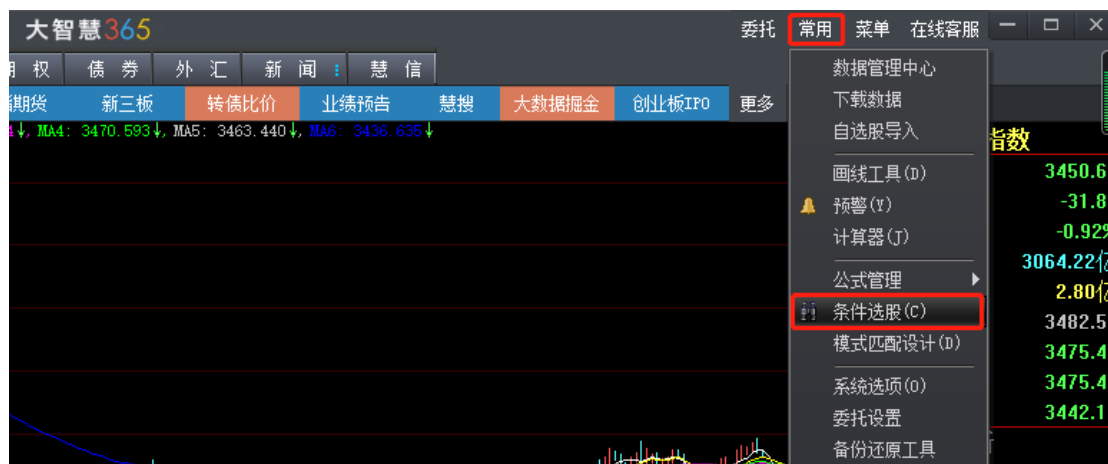 大智慧365 委托 常用 菜单 在线客服
权 债券 外汇 新闻 慧信
期货 新三板 转债比价 业绩预告 慧搜 大数据掘金 创业板IPO 更多
MA4: 3470.593↓, MA5: 3463.440↓, MA6: 3436.635↓
数据管理中心
下载数据
自选股导入
画线工具(D)
预警(Y)
计算器(J)
公式管理
条件选股(C)
模式匹配设计(D)
系统选项(O)
委托设置
备份还原工具
指数
3450.6
-31.8
-0.92%
3064.22亿
2.80亿
3482.5
3475.4
3475.4
3442.1